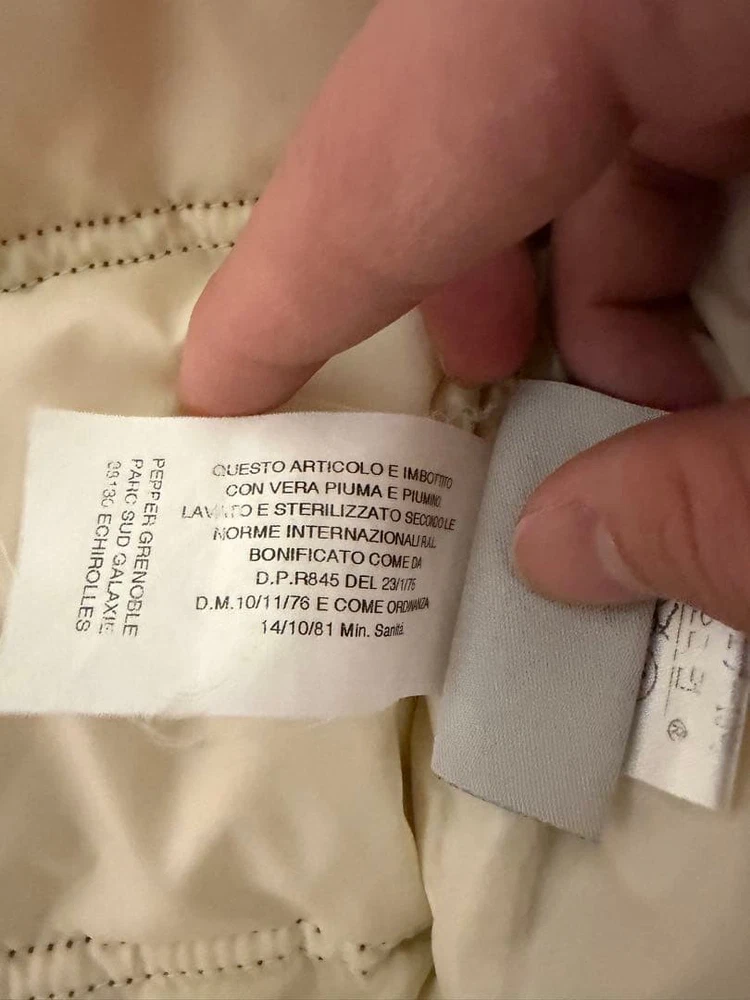 QUESTO ARTICOLO E IMBOTTITO
CON VERA PIUMA E PIUMINO
LAVATO E STERILIZZATO SECONDO LE
NORME INTERNAZIONALI R.A.L.
BONIFICATO COME DA
D.P.R845 DEL 23/1/75
D.M.10/11/76 E COME ORDINANZA
14/10/81 Min. Sanità
PEPPER GRENOBLE
PARC SUD GALAXIE
38130 ECHIROLLES
®